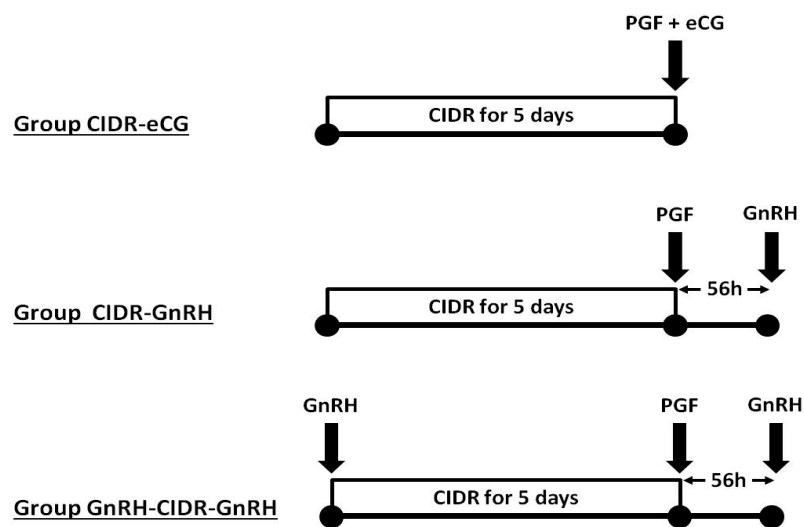 PGF + eCG
CIDR for 5 days
Group CIDR-eCG
PGF GnRH
56h
CIDR for 5 days
Group CIDR-GnRH
GnRH PGF GnRH
56h
CIDR for 5 days
Group GnRH-CIDR-GnRH